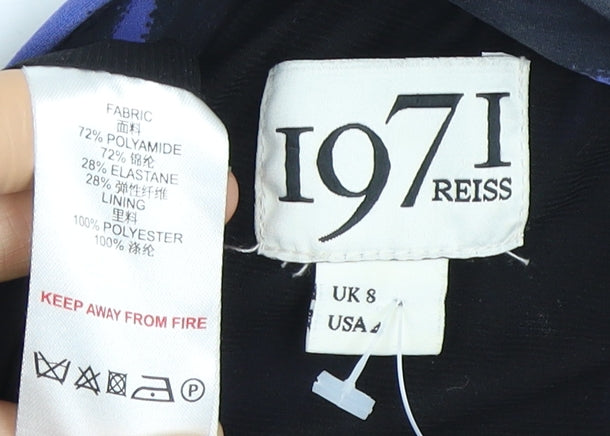 FABRIC
面料
72% POLYAMIDE
72% 锦纶
28% ELASTANE
28% 弹性纤维
LINING
里料
100% POLYESTER
100% 涤纶
KEEP AWAY FROM FIRE
P
1971
REISS
UK 8
USA